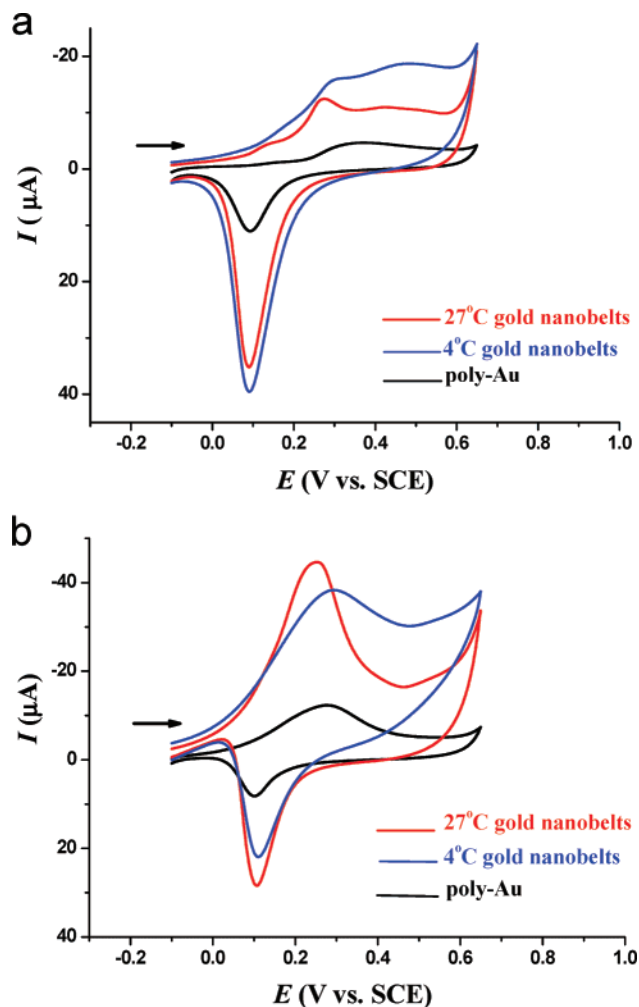 a
-20
0
20
40
I ( μA)
27°C gold nanobelts
4°C gold nanobelts
poly-Au
-0.2 0.0 0.2 0.4 0.6 0.8 1.0
E (V vs. SCE)
b
-40
-20
0
20
40
I (μA)
27°C gold nanobelts
4°C gold nanobelts
poly-Au
-0.2 0.0 0.2 0.4 0.6 0.8 1.0
E (V vs. SCE)